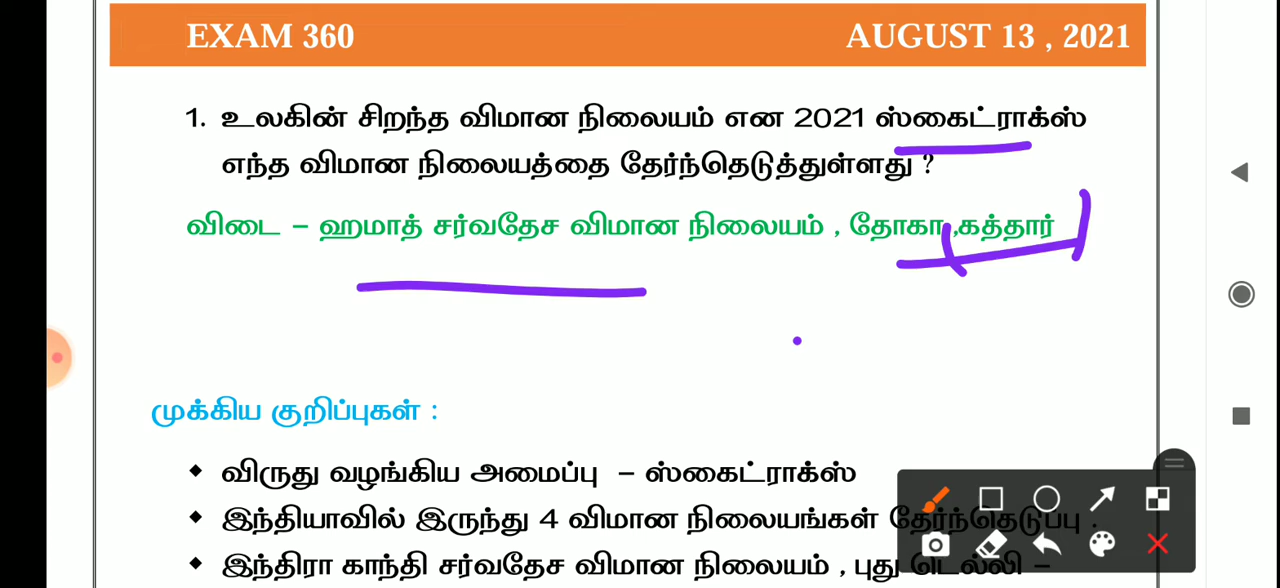 EXAM 360 AUGUST 13 , 2021
1. உலகின் சிறந்த விமான நிலையம் என 2021 ஸ்கைட்ராக்ஸ்
எந்த விமான நிலையத்தை தேர்ந்தெடுத்துள்ளது ?
விடை – ஹமாத் சர்வதேச விமான நிலையம் , தோகா ,கத்தார்
முக்கிய குறிப்புகள் :
◆ விருது வழங்கிய அமைப்பு – ஸ்கைட்ராக்ஸ்
◆ இந்தியாவில் இருந்து 4 விமான நிலையங்கள் தேர்ந்தெடுப்பு :
◆ இந்திரா காந்தி சர்வதேச விமான நிலையம் , புது டெல்லி –